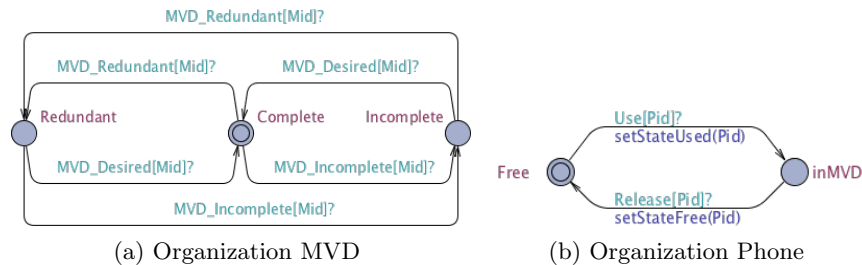 MVD_Redundant[Mid]?
MVD_Redundant[Mid]? MVD_Desired[Mid]?
Redundant Complete Incomplete
MVD_Desired[Mid]? MVD_Incomplete[Mid]?
MVD_Incomplete[Mid]?
(a) Organization MVD
Use[Pid]?
setStateUsed(Pid)
Free inMVD
Release[Pid]?
setStateFree(Pid)
(b) Organization Phone